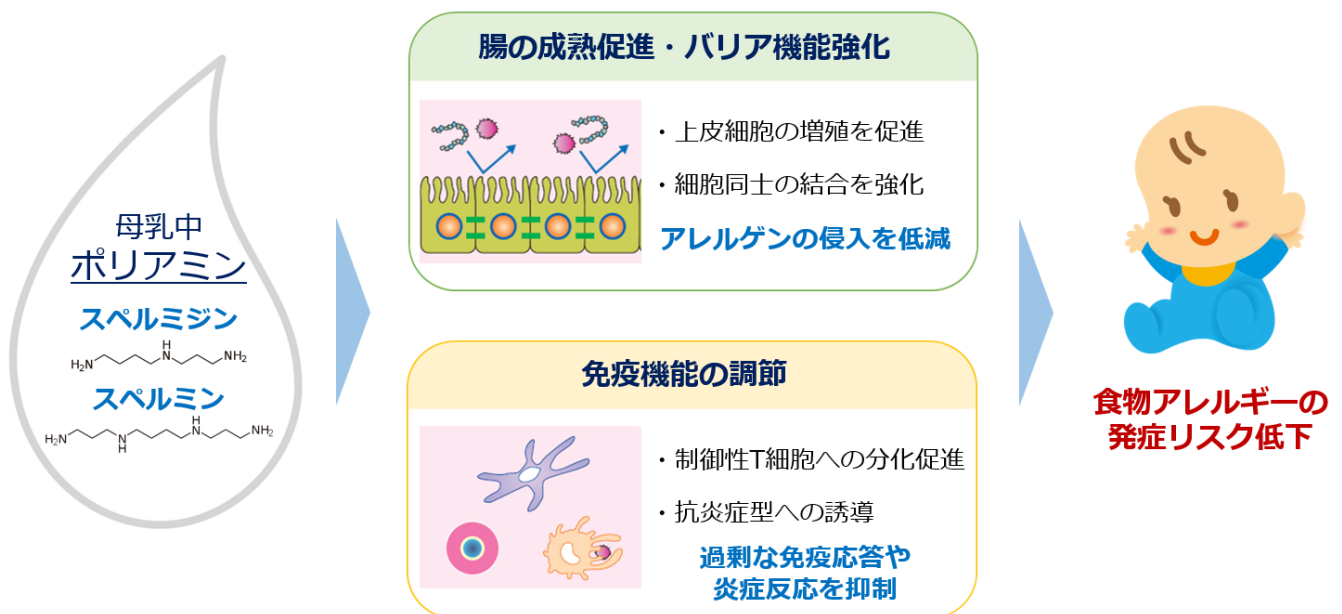 母乳中
ポリアミン
スペルミジン
H₂N
H
N
NH₂
スペルミン
H₂N
N
H
H
N
NH₂
腸の成熟促進・バリア機能強化
・上皮細胞の増殖を促進
・細胞同士の結合を強化
アレルゲンの侵入を低減
免疫機能の調節
・制御性T細胞への分化促進
・抗炎症型への誘導
過剰な免疫応答や
炎症反応を抑制
食物アレルギーの
発症リスク低下